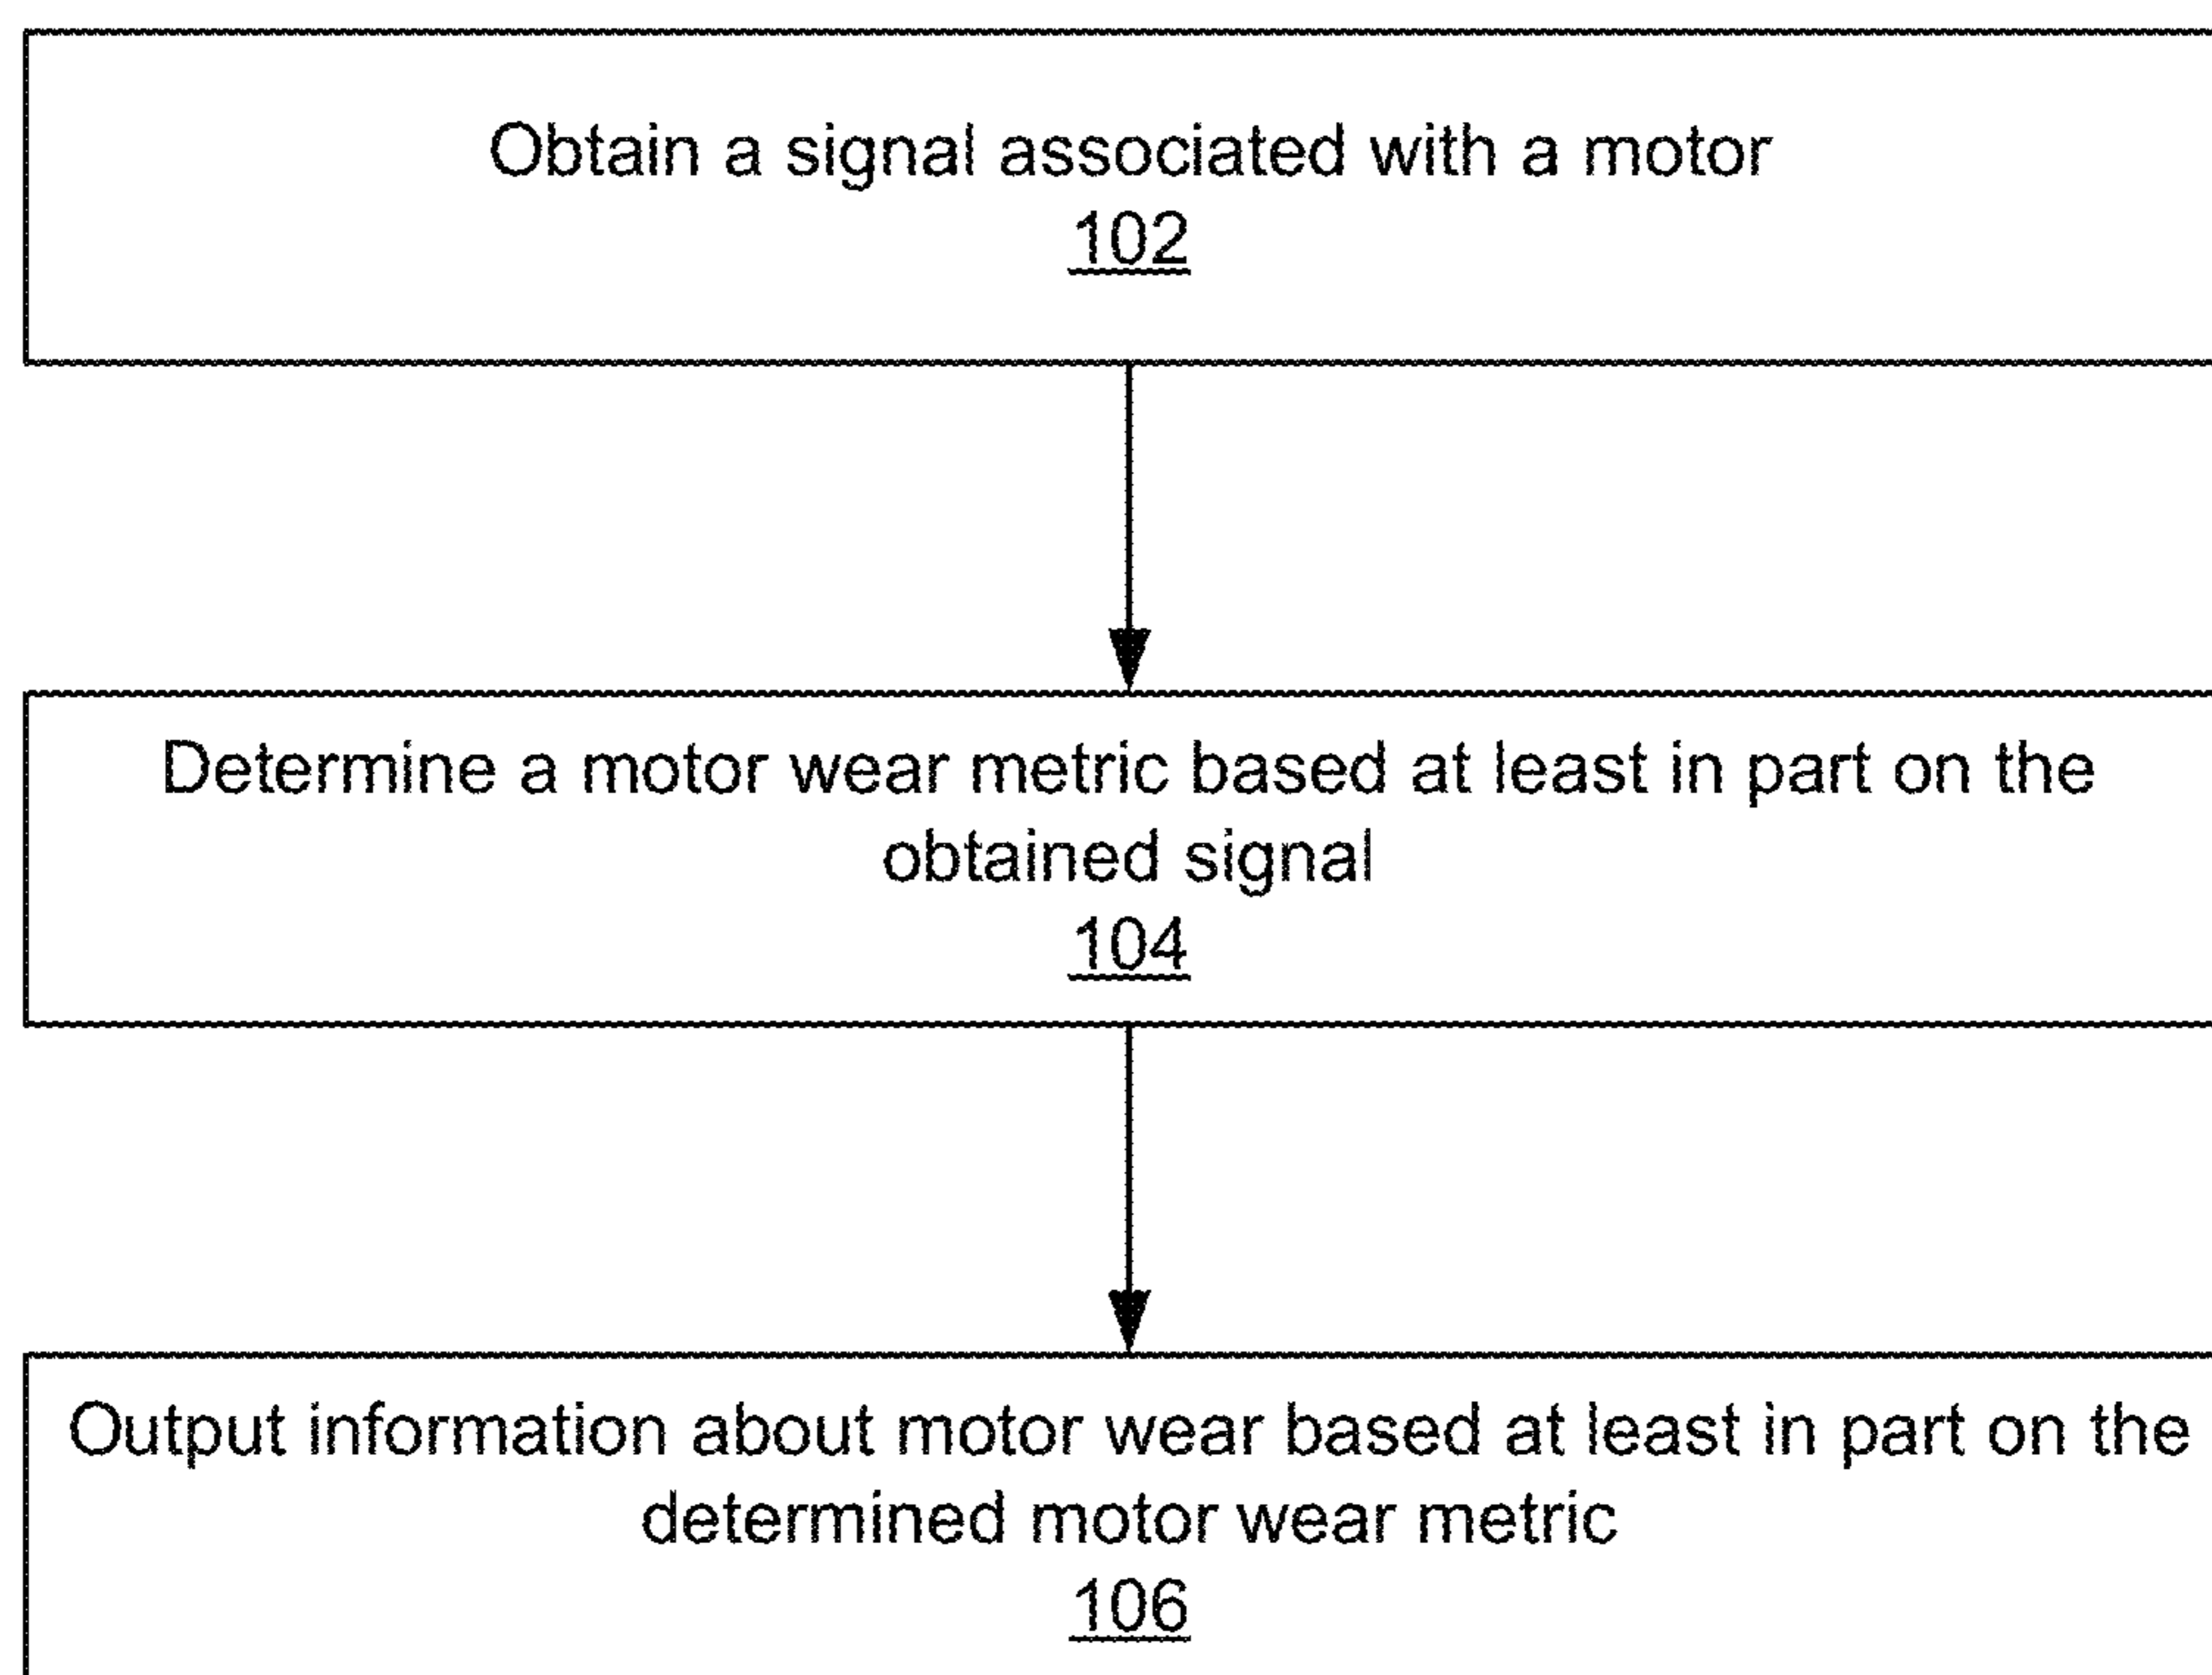 Obtain a signal associated with a motor
102
Determine a motor wear metric based at least in part on the
obtained signal
104
Output information about motor wear based at least in part on the
determined motor wear metric
106